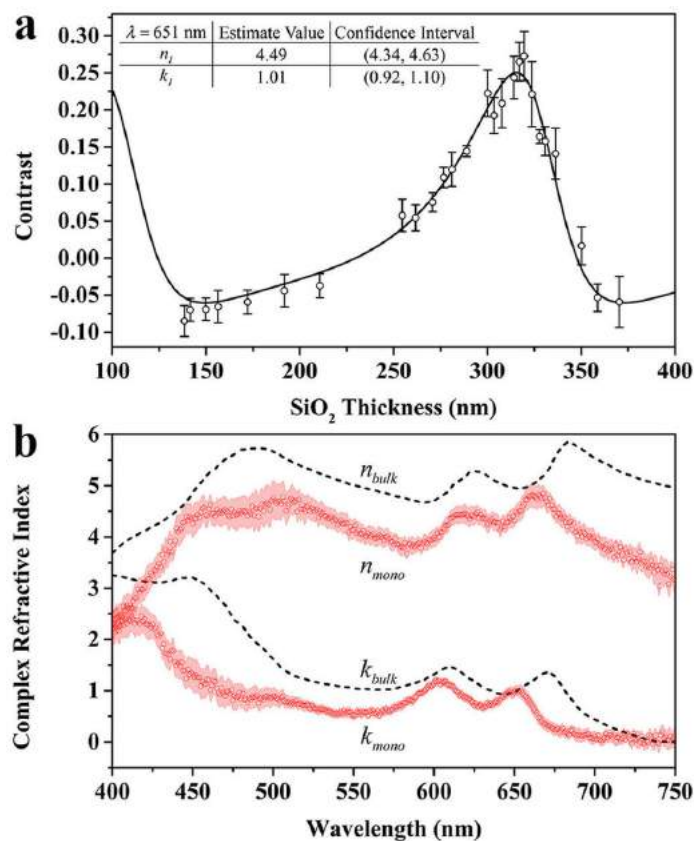 a
λ = 651 nm Estimate Value Confidence Interval
n_i 4.49 (4.34, 4.63)
k_i 1.01 (0.92, 1.10)
0.30
0.25
0.20
0.15
0.10
0.05
0.00
-0.05
-0.10
Contrast
100 150 200 250 300 350 400
SiO₂ Thickness (nm)
b
6
5
4
3
2
1
0
Complex Refractive Index
n_bulk
n_mono
k_bulk
k_mono
400 450 500 550 600 650 700 750
Wavelength (nm)